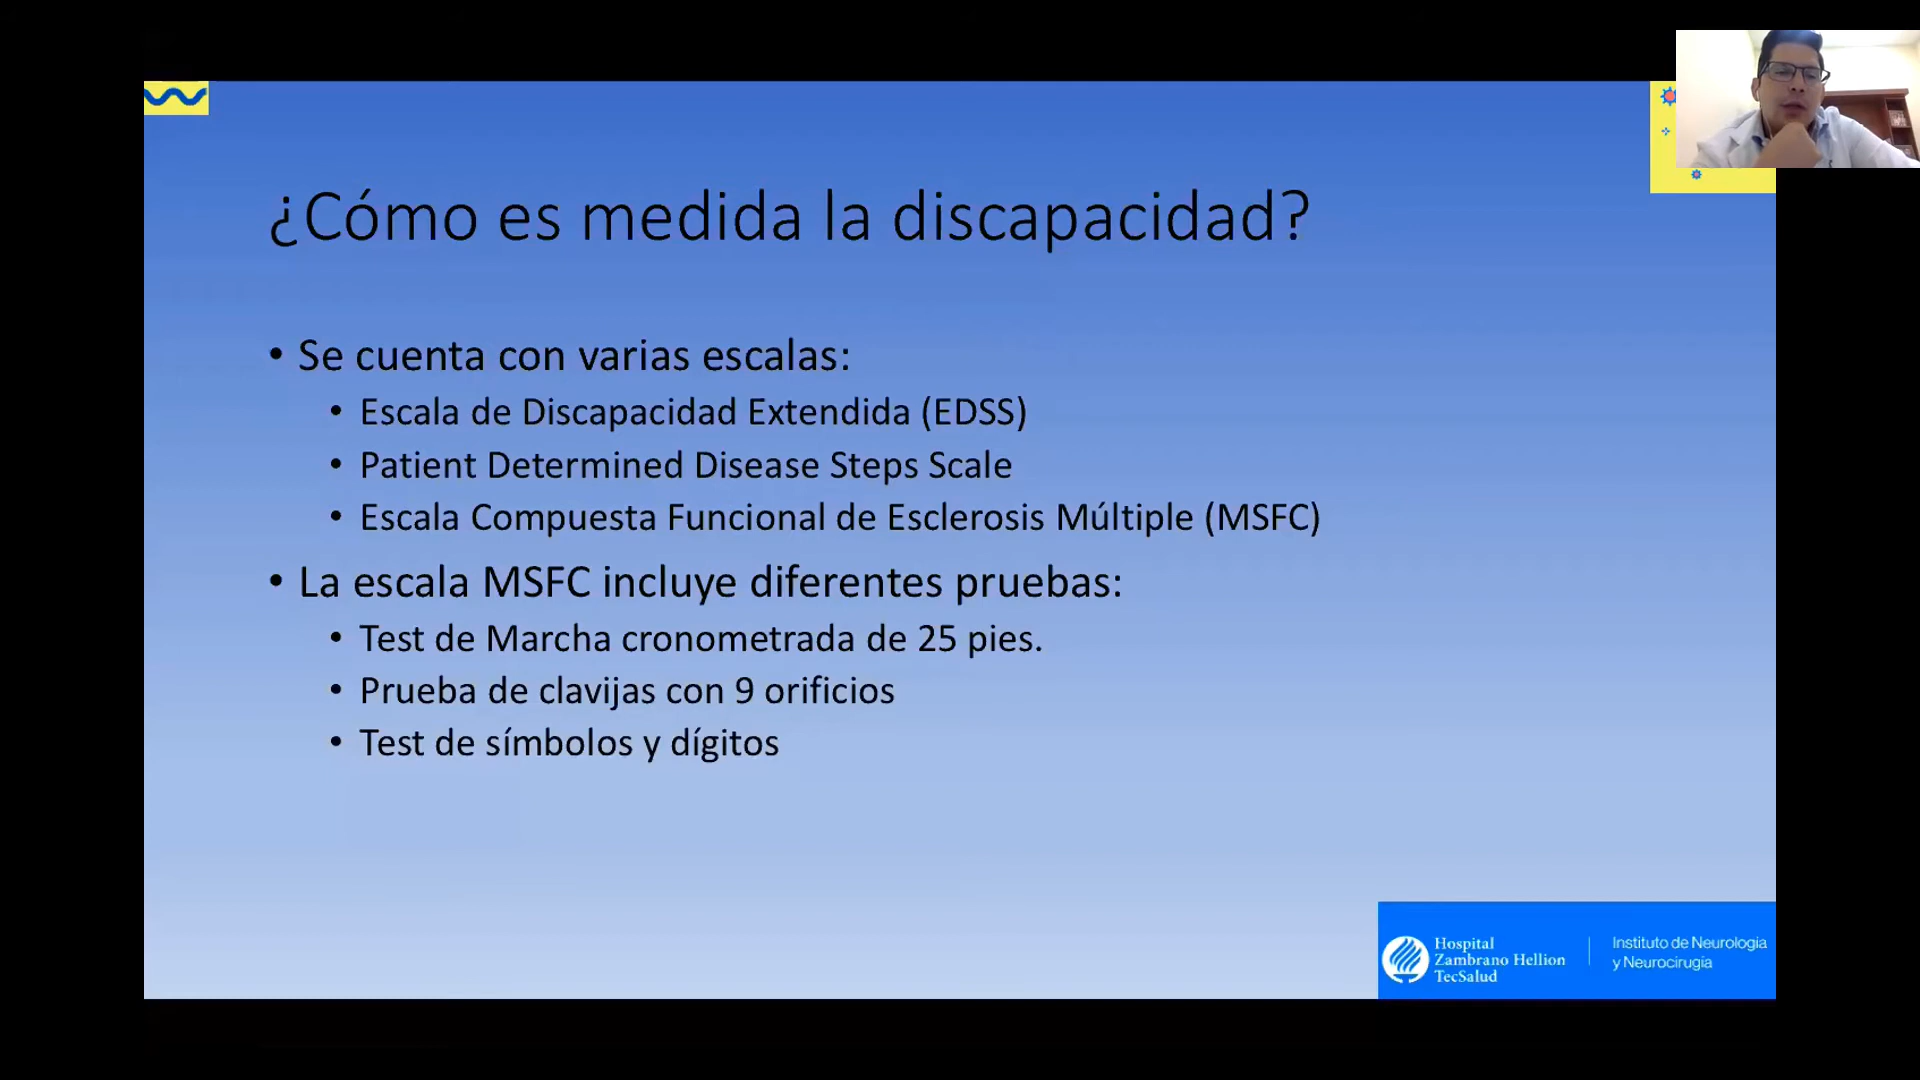 ¿Cómo es medida la discapacidad?
• Se cuenta con varias escalas:
• Escala de Discapacidad Extendida (EDSS)
• Patient Determined Disease Steps Scale
• Escala Compuesta Funcional de Esclerosis Múltiple (MSFC)
• La escala MSFC incluye diferentes pruebas:
• Test de Marcha cronometrada de 25 pies.
• Prueba de clavijas con 9 orificios
• Test de símbolos y dígitos
Hospital
Zambrano Hellion
TecSalud
Instituto de Neurología
y Neurocirugía